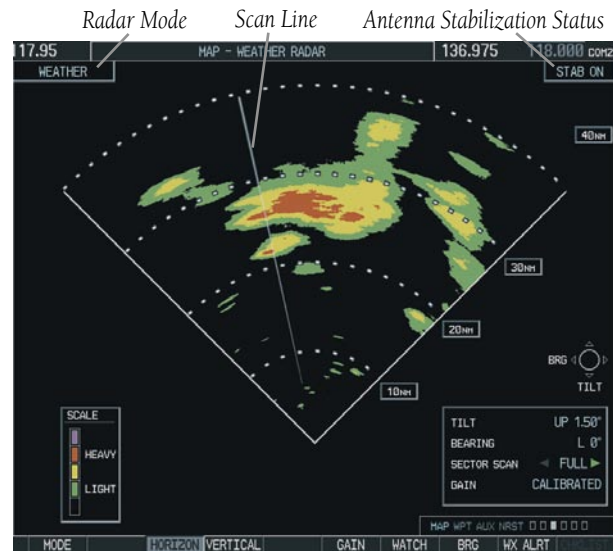 Radar Mode Scan Line Antenna Stabilization Status
17.95 MAP - WEATHER RADAR 136.975 118.000 COM2
WEATHER STAB ON
40NM
30NM
20NM
BRG
TILT
10NM
SCALE
HEAVY
LIGHT
TILT UP 1.50°
BEARING L 0°
SECTOR SCAN FULL
GAIN CALIBRATED
MAP WPT AUX NRST
MODE HORIZON VERTICAL GAIN WATCH BRG WX ALRT CHKLIST